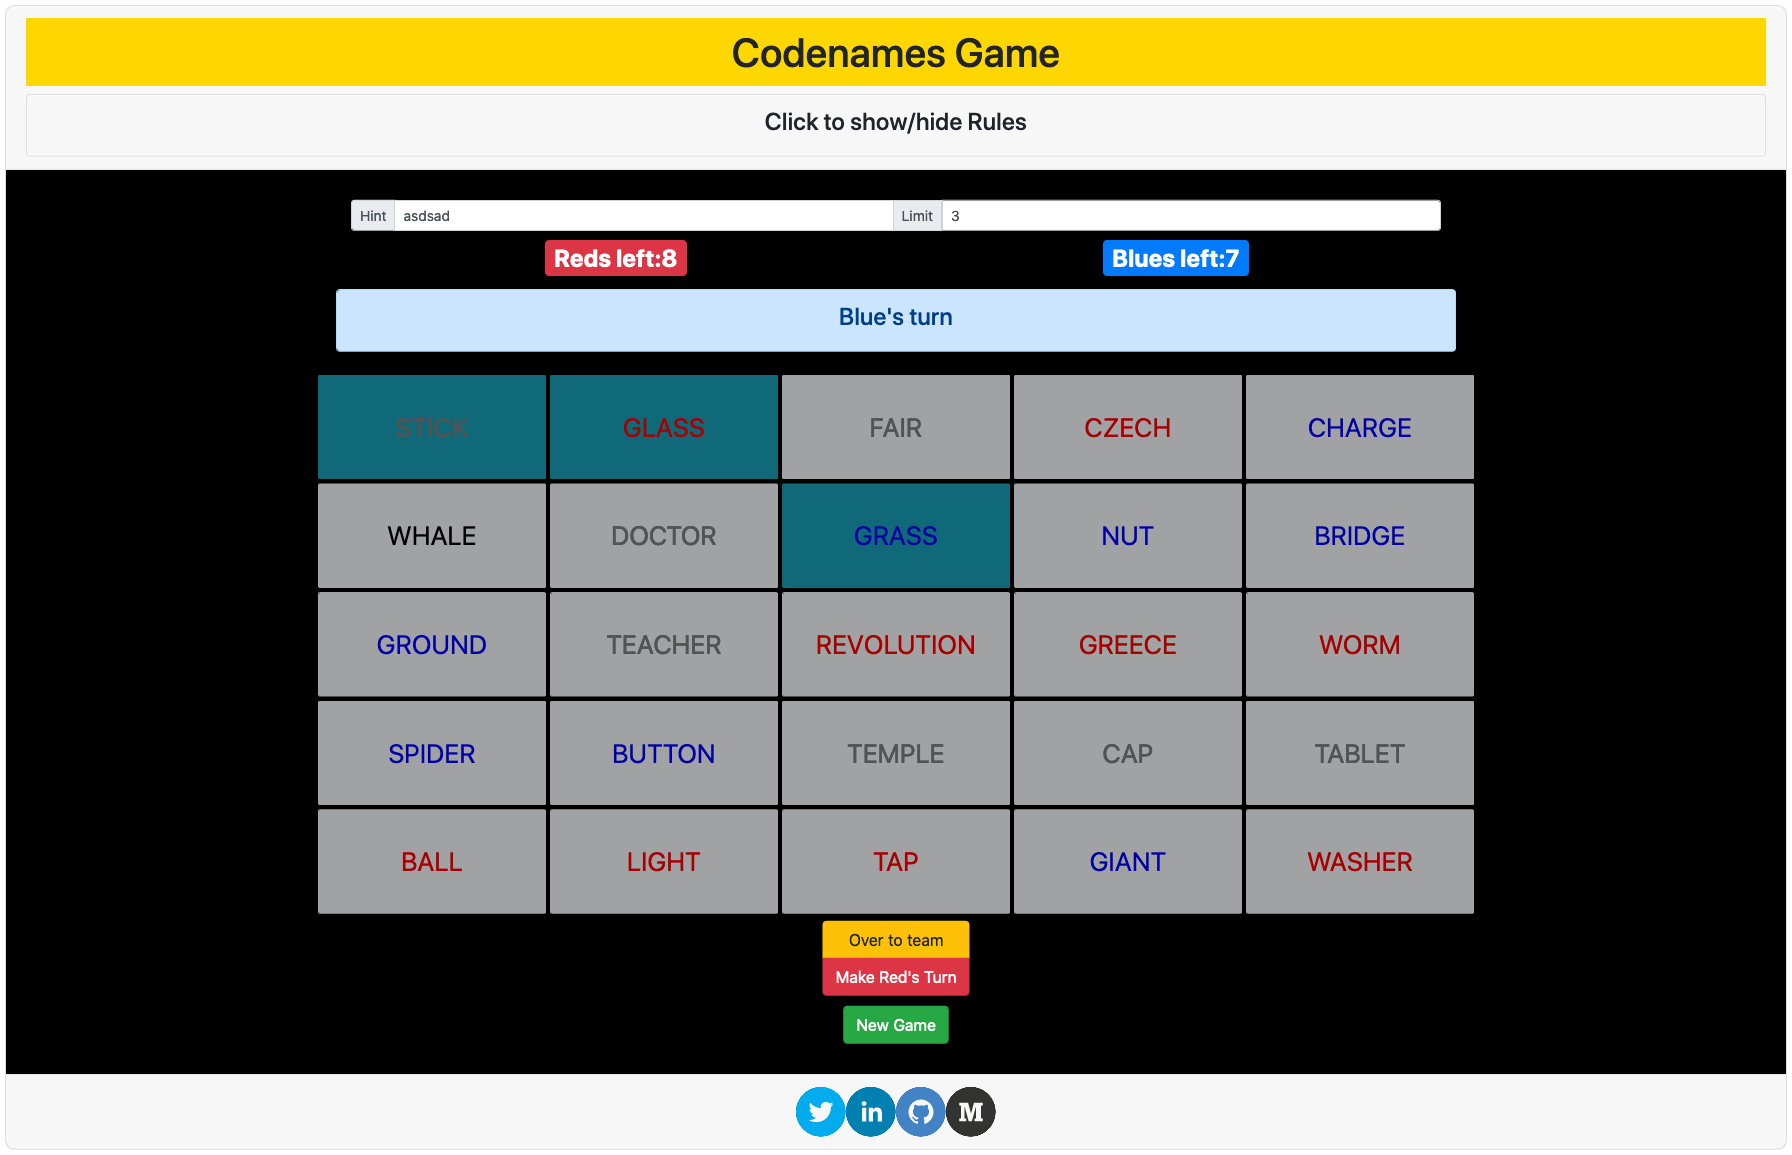 Codenames Game
Click to show/hide Rules
Hint asdsad Limit 3
Reds left:8 Blues left:7
Blue's turn
STICK GLASS FAIR CZECH CHARGE
WHALE DOCTOR GRASS NUT BRIDGE
GROUND TEACHER REVOLUTION GREECE WORM
SPIDER BUTTON TEMPLE CAP TABLET
BALL LIGHT TAP GIANT WASHER
Over to team
Make Red's Turn
New Game
in M